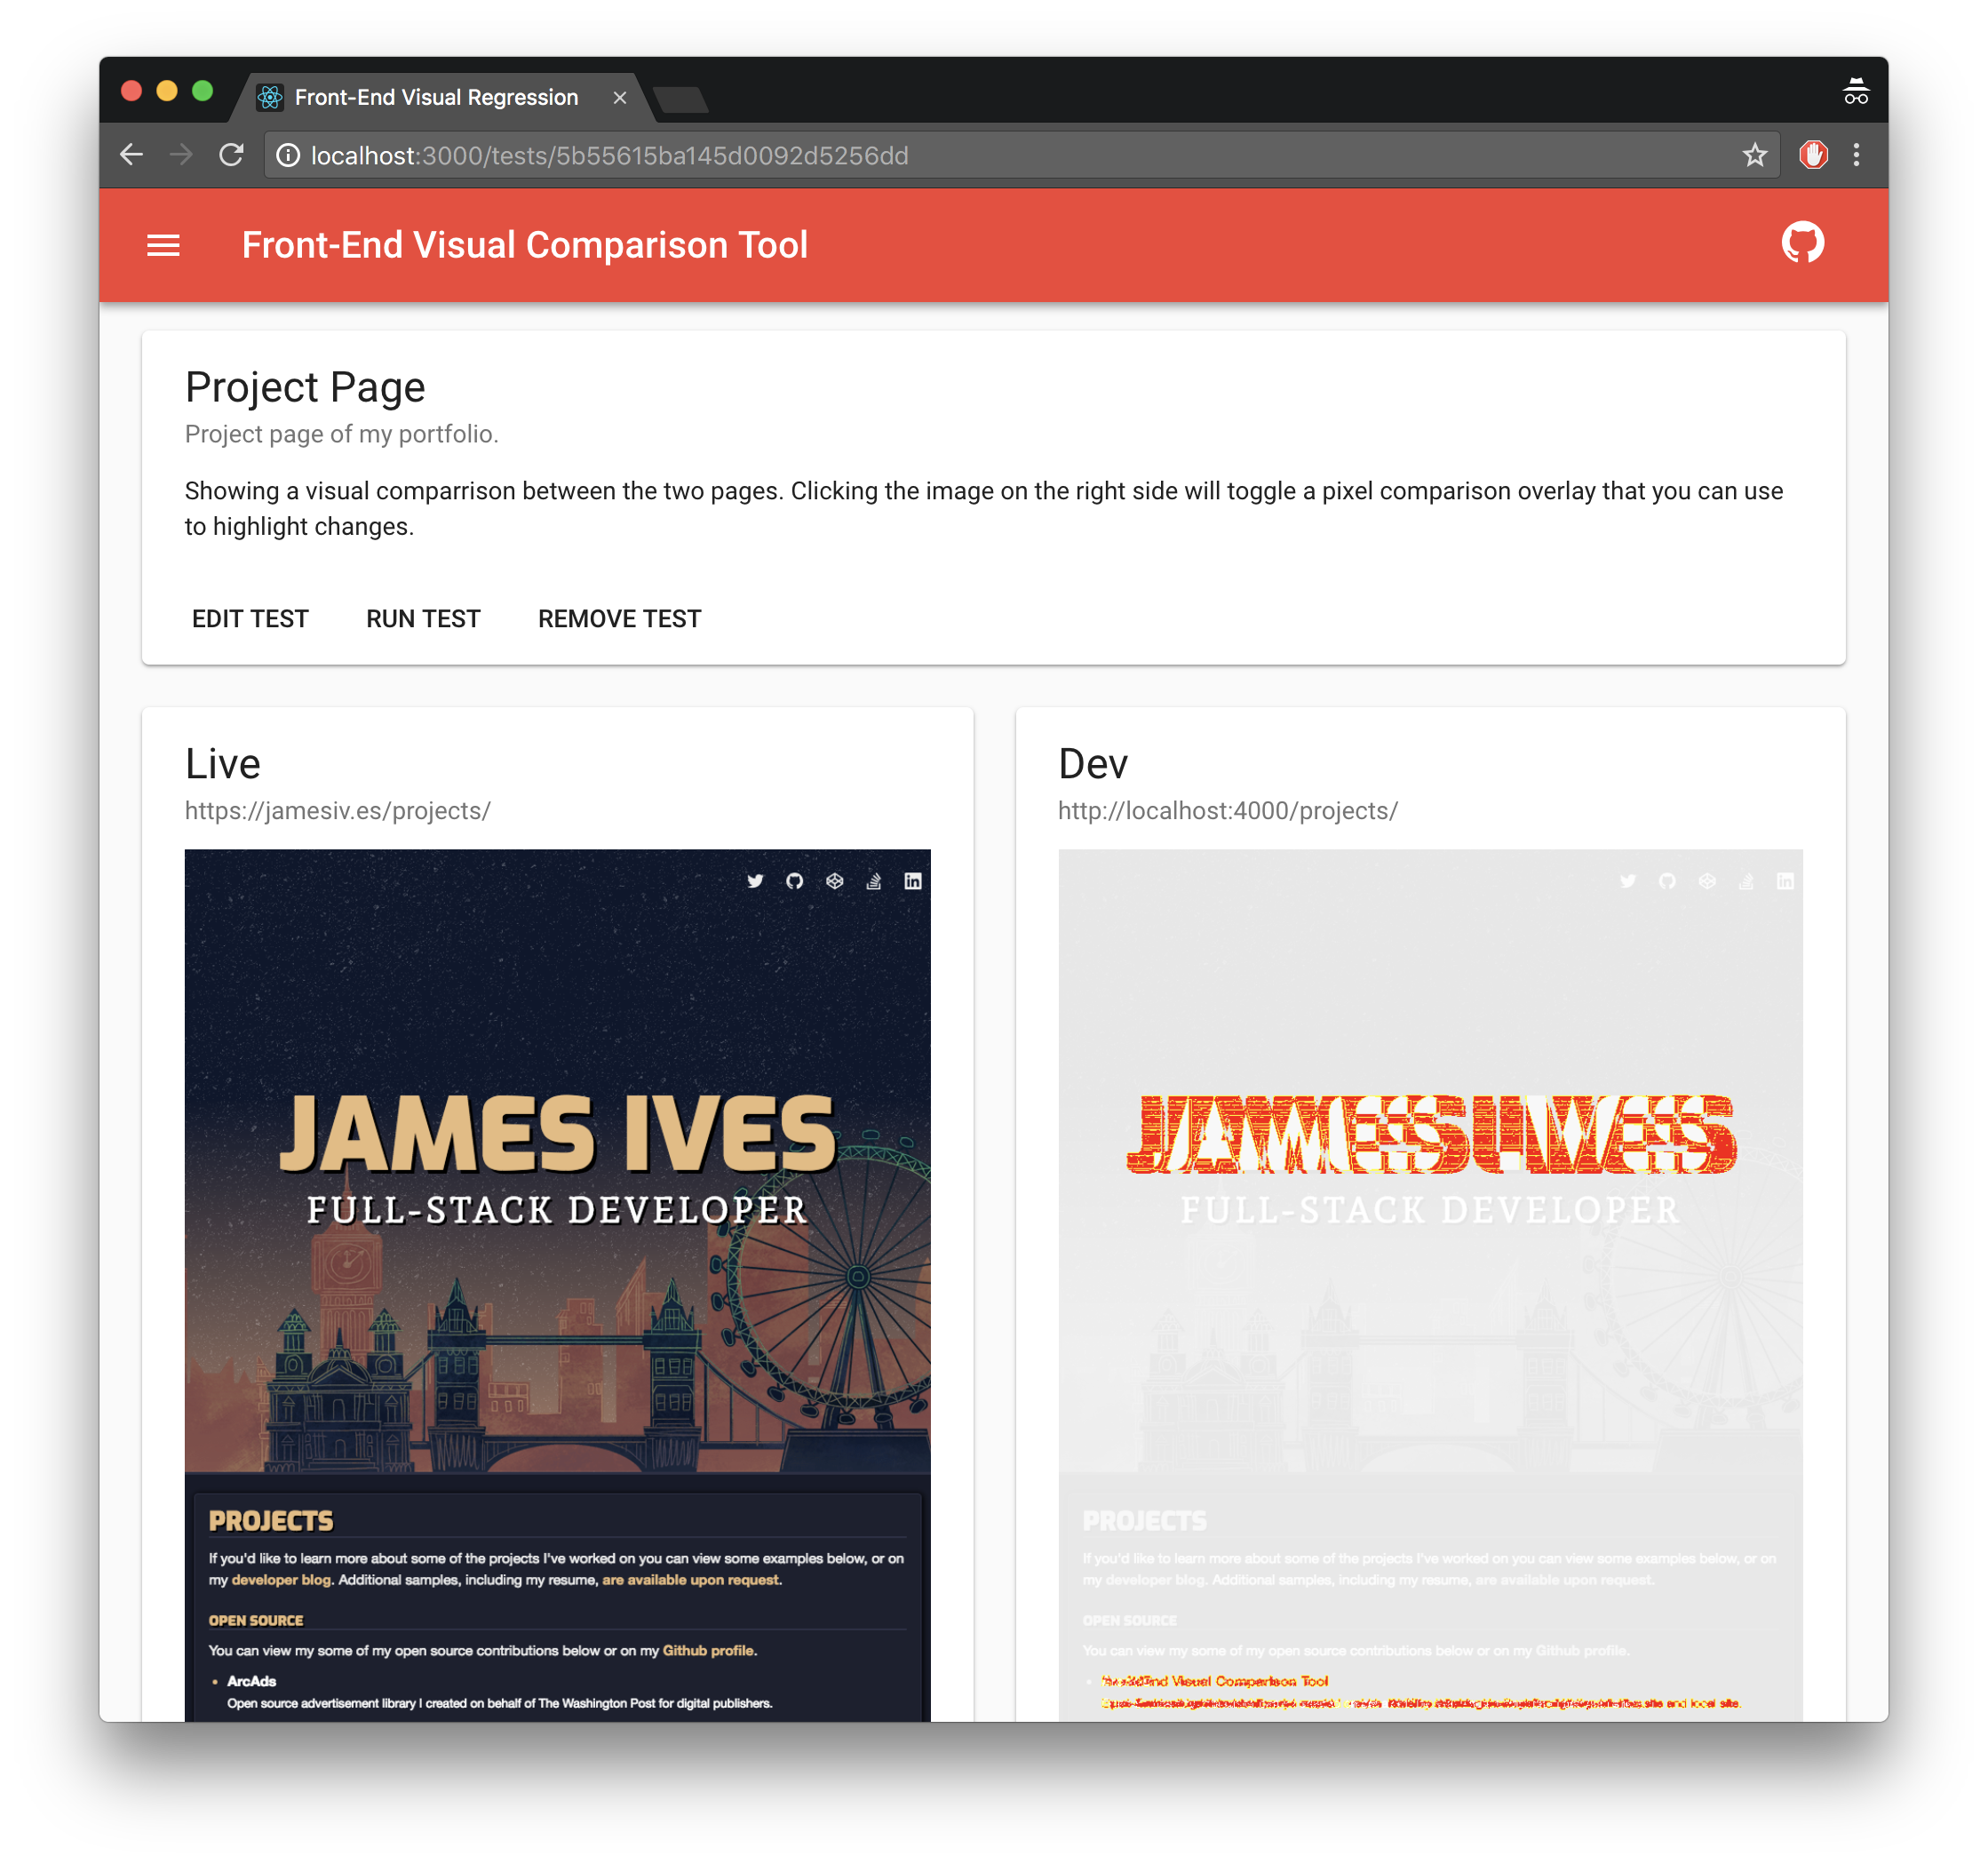 Front-End Visual Regression
localhost:3000/tests/5b55615ba145d0092d5256dd
Front-End Visual Comparison Tool
Project Page
Project page of my portfolio.
Showing a visual comparrison between the two pages. Clicking the image on the right side will toggle a pixel comparison overlay that you can use
to highlight changes.
EDIT TEST RUN TEST REMOVE TEST
Live
https://jamesiv.es/projects/
JAMES IVES
FULL-STACK DEVELOPER
PROJECTS
If you'd like to learn more about some of the projects I've worked on you can view some examples below, or on
my developer blog. Additional samples, including my resume, are available upon request.
OPEN SOURCE
You can view my some of my open source contributions below or on my Github profile.
• ArcAds
Open source advertisement library I created on behalf of The Washington Post for digital publishers.
Dev
http://localhost:4000/projects/
FULL-STACK DEVELOPER
PROJECTS
If you'd like to learn more about some of the projects I've worked on you can view some examples below, or on
my developer blog. Additional samples, including my resume, are available upon request.
OPEN SOURCE
You can view my some of my open source contributions below or on my Github profile.
Visual Comparison Tool
site and local site.